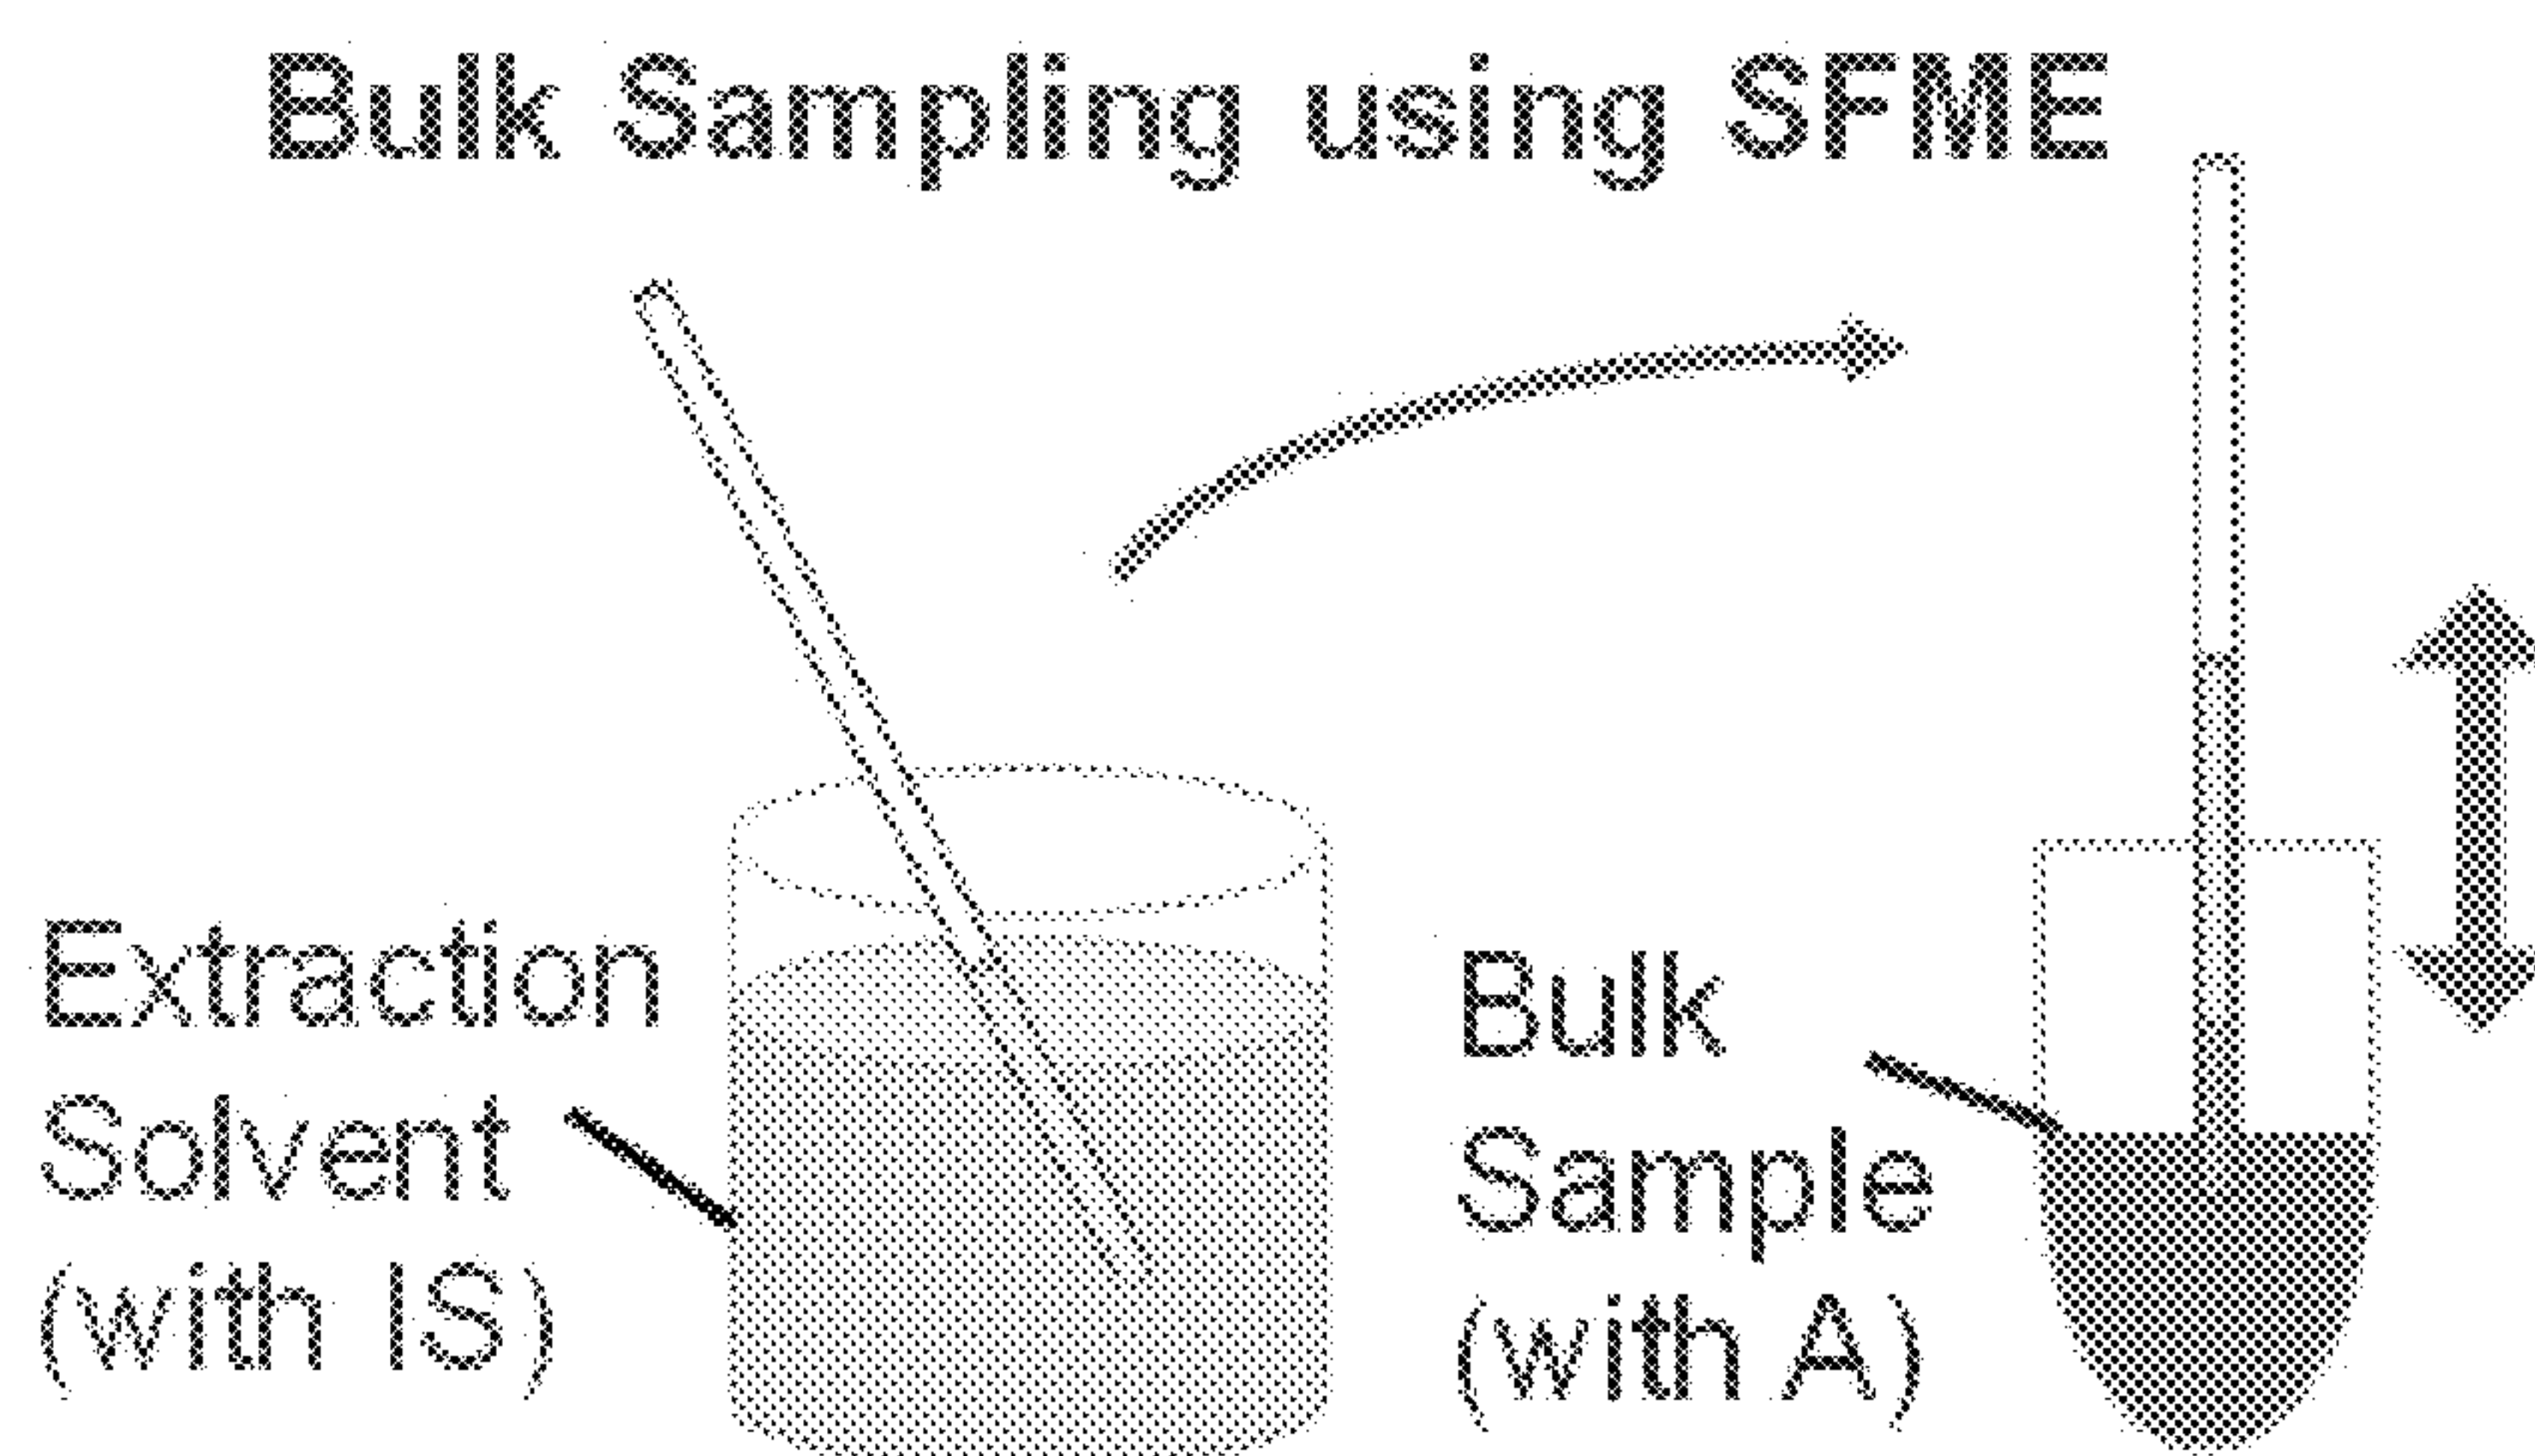 Bulk Sampling using SFME
Extraction
Solvent
(with IS)
Bulk
Sample
(with A)